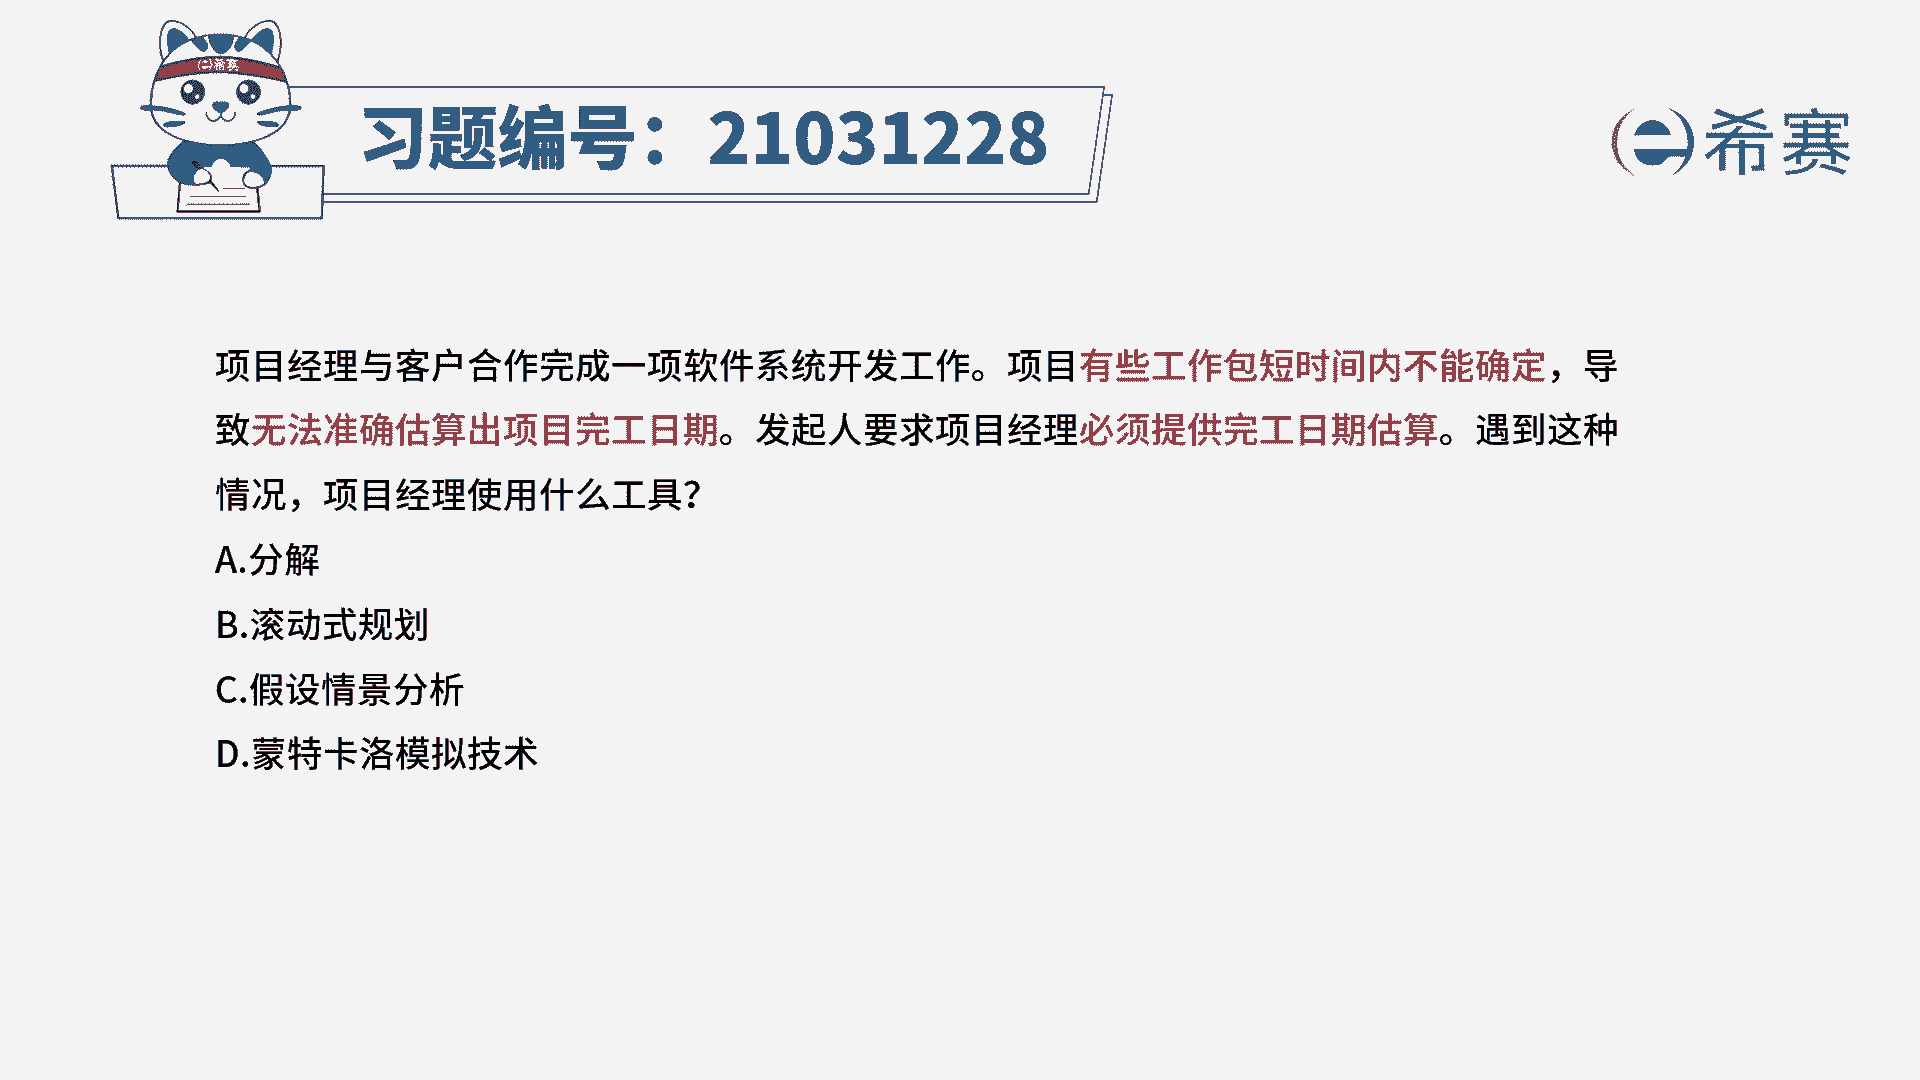 希赛
习题编号：21031228
希赛
项目经理与客户合作完成一项软件系统开发工作。项目有些工作包短时间内不能确定，导
致无法准确估算出项目完工日期。发起人要求项目经理必须提供完工日期估算。遇到这种
情况，项目经理使用什么工具？
A.分解
B.滚动式规划
C.假设情景分析
D.蒙特卡洛模拟技术